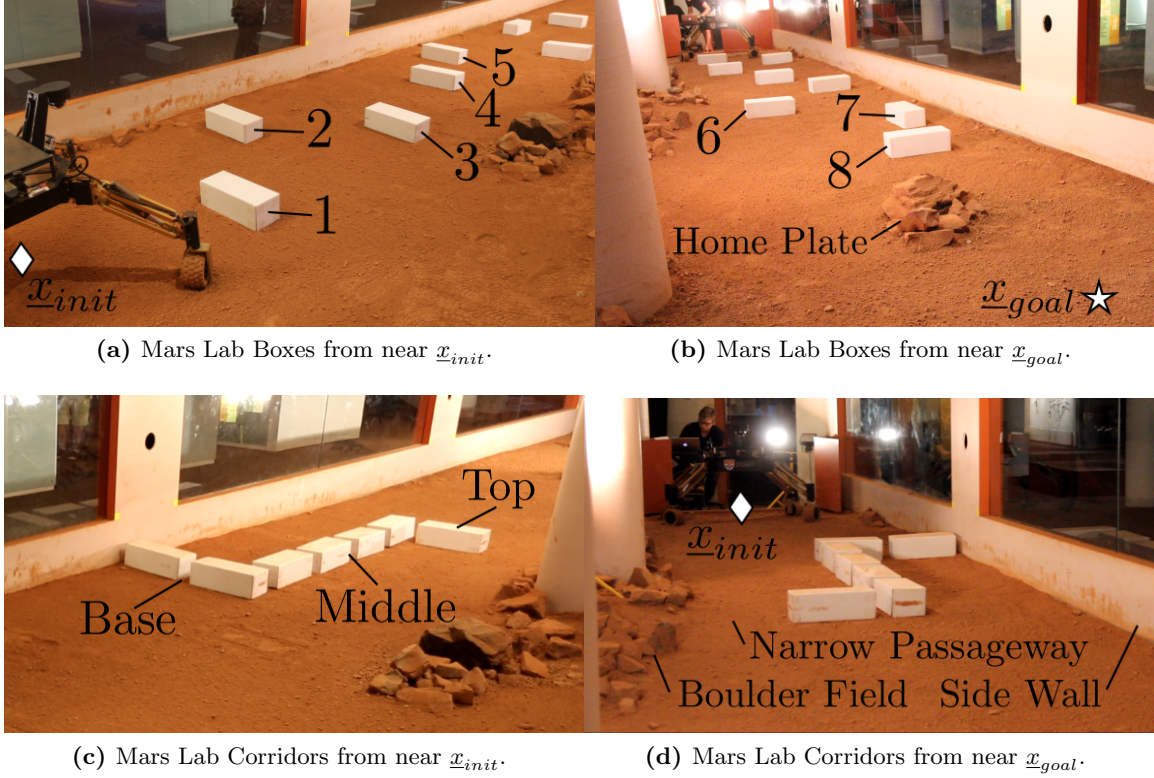 5
4
2
3
1
x_init
7
6
8
Home Plate
x_goal
(a) Mars Lab Boxes from near x_init.
(b) Mars Lab Boxes from near x_goal.
Top
Base
Middle
x_init
Narrow Passageway
Boulder Field Side Wall
(c) Mars Lab Corridors from near x_init.
(d) Mars Lab Corridors from near x_goal.